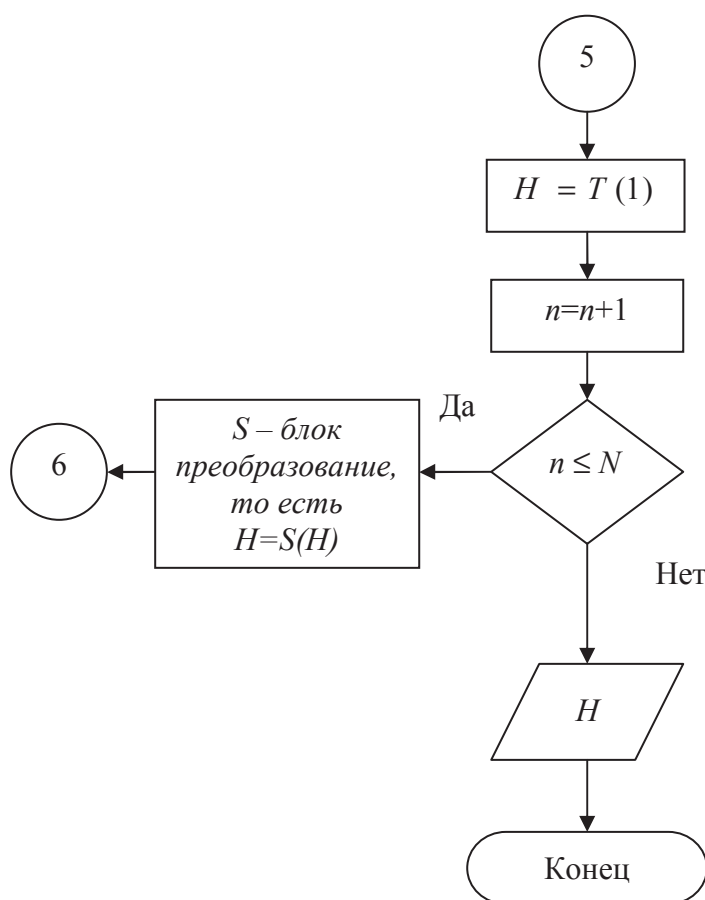 5
H = T (1)
n=n+1
Да
n ≤ N
S – блок
преобразование,
то есть
H=S(H)
6
Нет
H
Конец